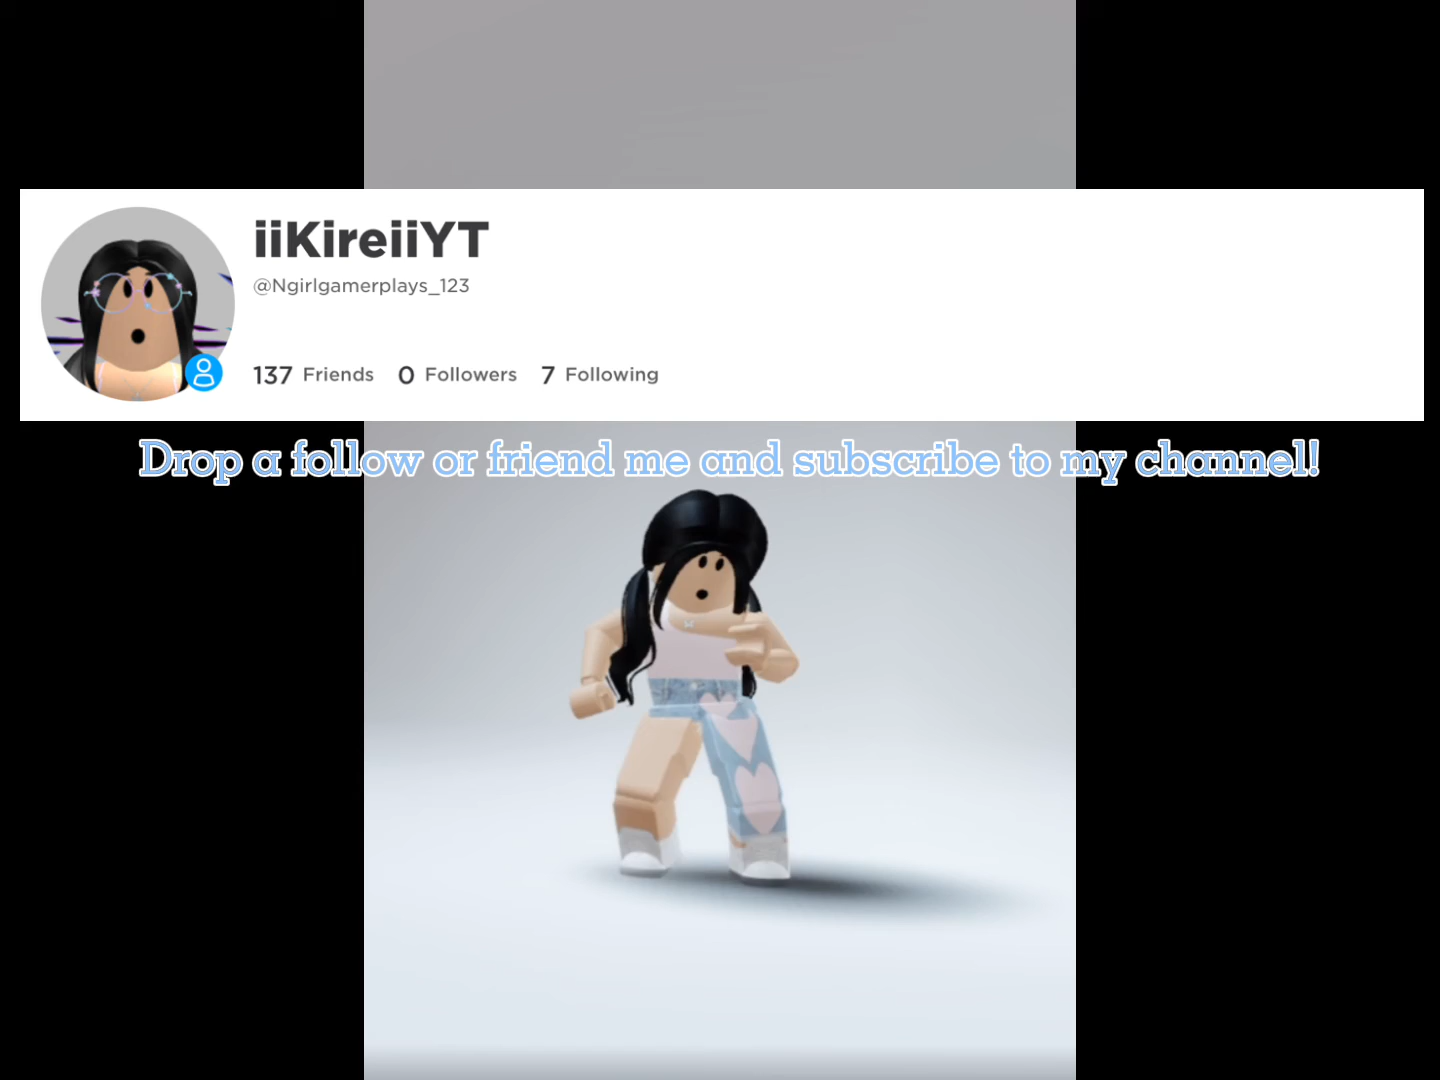 iiKireiiYT
@Ngirlgamerplays_123
137 Friends 0 Followers 7 Following
Drop a follow or friend me and subscribe to my channel!